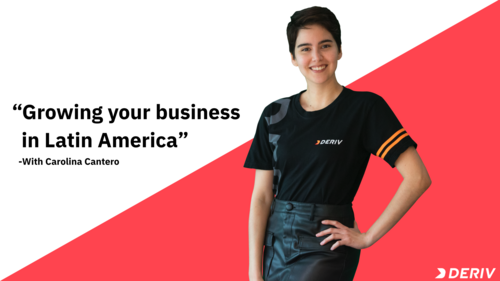 “Growing your business
in Latin America”
-With Carolina Cantero
DERIV
DERIV